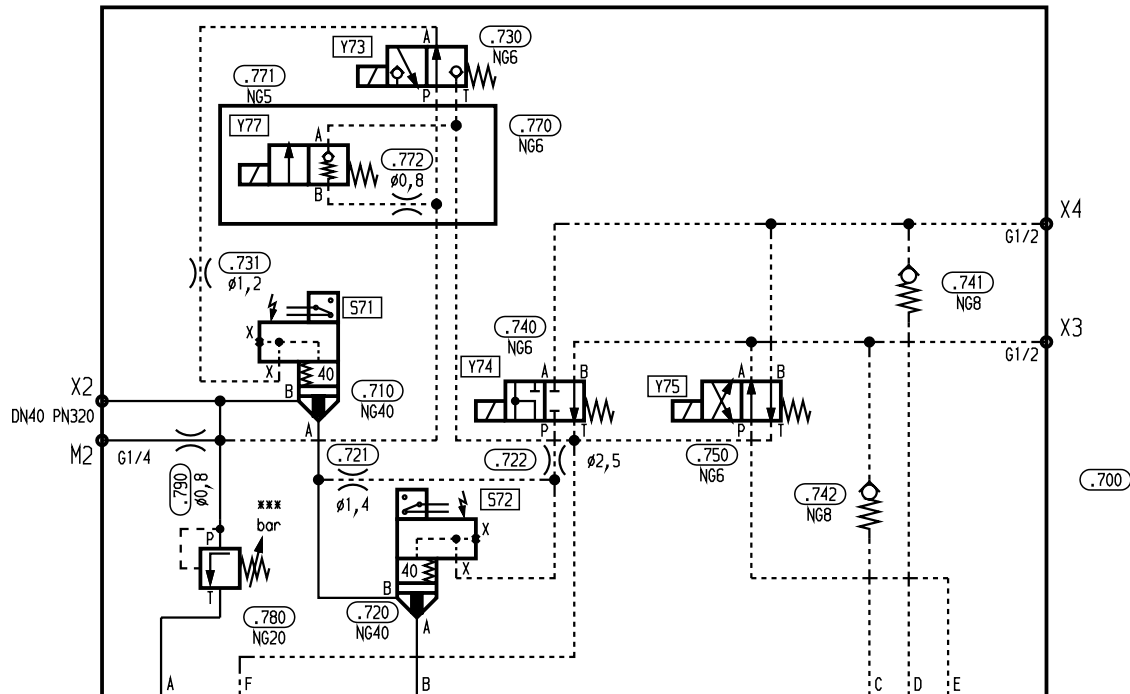 A
Y73
.730
NG6
P T
.771
NG5
Y77
A
.772
ø0,8
B
.770
NG6
X4
G1/2
.731
ø1,2
S71
X
X
40
B
A
.710
NG40
.741
NG8
X3
G1/2
.740
NG6
Y74
A B
P T
Y75
A B
P T
.750
NG6
X2
DN40 PN320
M2
G1/4
.790
ø0,8
.721
ø1,4
.722
ø2,5
S72
X
X
40
B
A
.720
NG40
.742
NG8
.700
***
bar
P
T
.780
NG20
A F B C D E